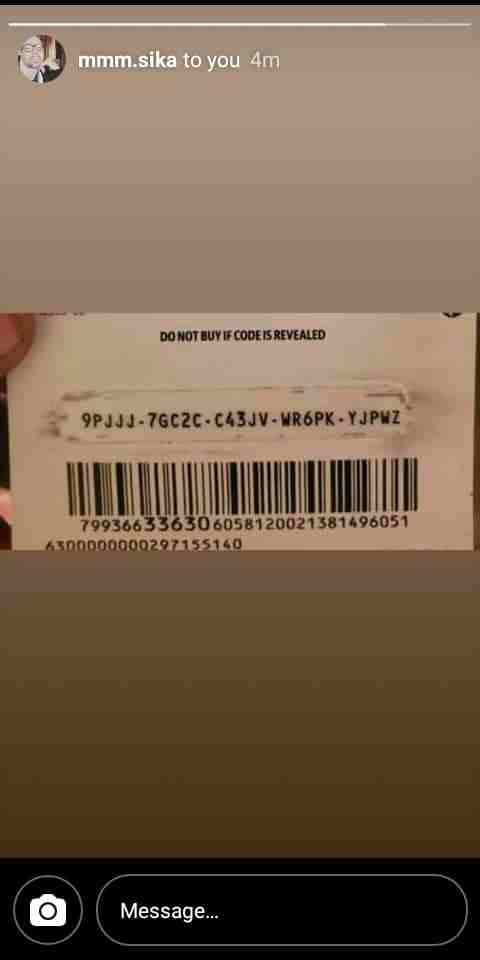 mmm.sika to you 4m
DO NOT BUY IF CODE IS REVEALED
9PJJJ-7GC2C-C43JV-WR6PK-YJPWZ
799366336306058120021381496051
6300000000297155140
Message...